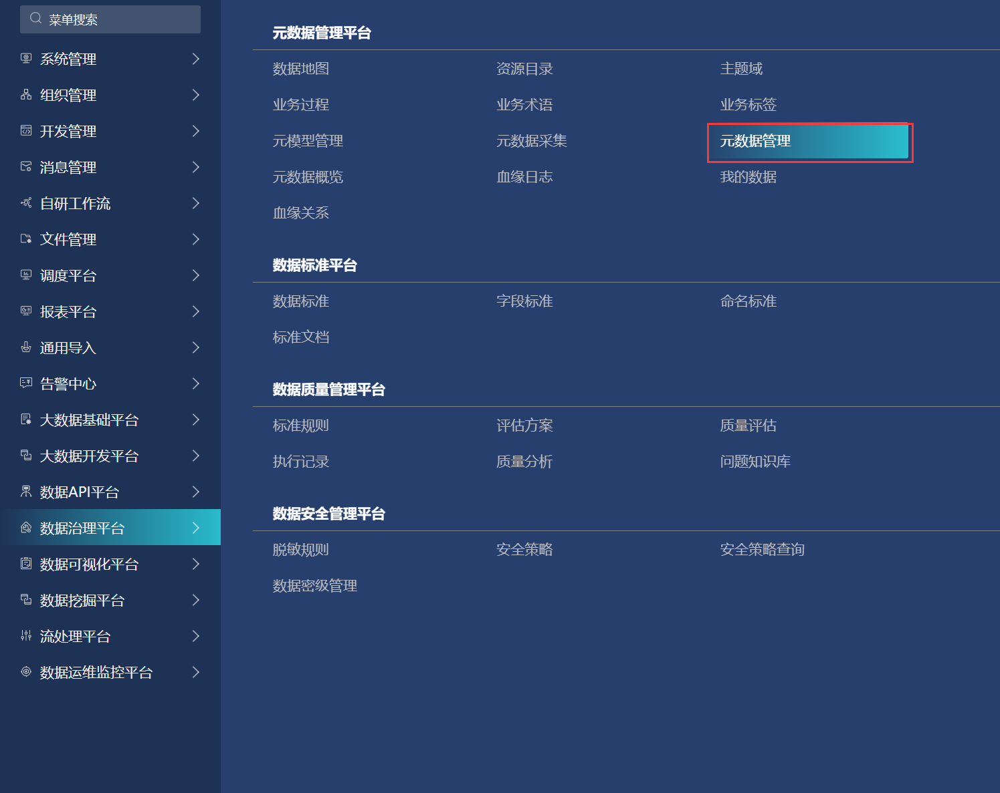 菜单搜索
系统管理
组织管理
开发管理
消息管理
自研工作流
文件管理
调度平台
报表平台
通用导入
告警中心
大数据基础平台
大数据开发平台
数据API平台
数据治理平台
数据可视化平台
数据挖掘平台
流处理平台
数据运维监控平台
元数据管理平台
数据地图 资源目录 主题域
业务过程 业务术语 业务标签
元模型管理 元数据采集 元数据管理
元数据概览 血缘日志 我的数据
血缘关系
数据标准平台
数据标准 字段标准 命名标准
标准文档
数据质量管理平台
标准规则 评估方案 质量评估
执行记录 质量分析 问题知识库
数据安全管理平台
脱敏规则 安全策略 安全策略查询
数据密级管理